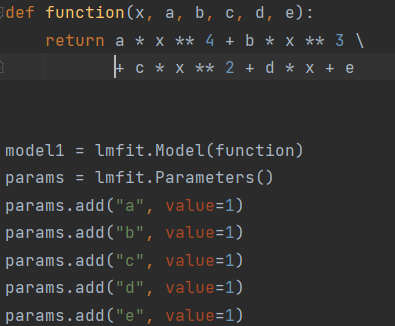 def function(x, a, b, c, d, e):
    return a * x ** 4 + b * x ** 3 \
           + c * x ** 2 + d * x + e
model1 = lmfit.Model(function)
params = lmfit.Parameters()
params.add("a", value=1)
params.add("b", value=1)
params.add("c", value=1)
params.add("d", value=1)
params.add("e", value=1)